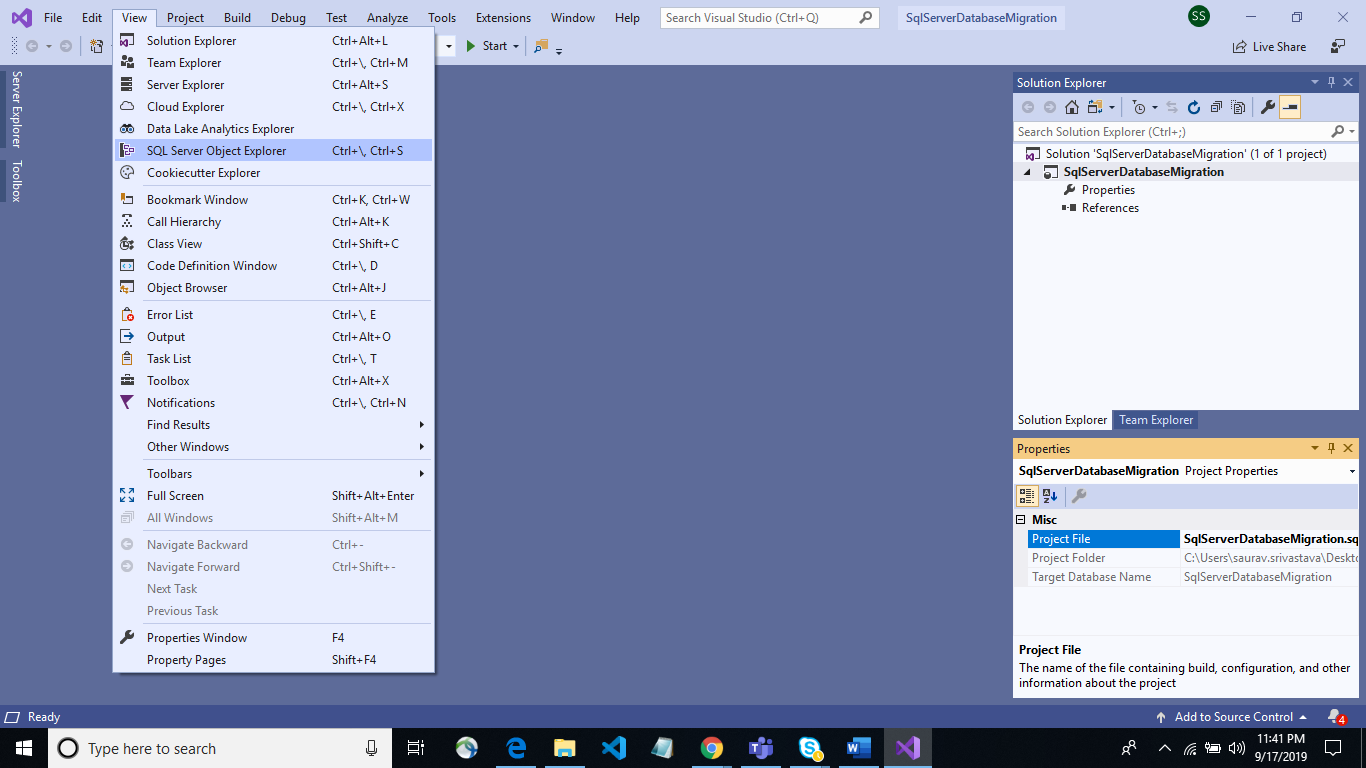 File Edit View Project Build Debug Test Analyze Tools Extensions Window Help Search Visual Studio (Ctrl+Q) SqlServerDatabaseMigration SS
Start Live Share
Server Explorer
Toolbox
Solution Explorer Ctrl+Alt+L
Team Explorer Ctrl+\, Ctrl+M
Server Explorer Ctrl+Alt+S
Cloud Explorer Ctrl+\, Ctrl+X
Data Lake Analytics Explorer
SQL Server Object Explorer Ctrl+\, Ctrl+S
Cookiecutter Explorer
Bookmark Window Ctrl+K, Ctrl+W
Call Hierarchy Ctrl+Alt+K
Class View Ctrl+Shift+C
Code Definition Window Ctrl+\, D
Object Browser Ctrl+Alt+J
Error List Ctrl+\, E
Output Ctrl+Alt+O
Task List Ctrl+\, T
Toolbox Ctrl+Alt+X
Notifications Ctrl+\, Ctrl+N
Find Results
Other Windows
Toolbars
Full Screen Shift+Alt+Enter
All Windows Shift+Alt+M
Navigate Backward Ctrl+-
Navigate Forward Ctrl+Shift+-
Next Task
Previous Task
Properties Window F4
Property Pages Shift+F4
Solution Explorer
Search Solution Explorer (Ctrl+;)
Solution 'SqlServerDatabaseMigration' (1 of 1 project)
SqlServerDatabaseMigration
Properties
References
Solution Explorer Team Explorer
Properties
SqlServerDatabaseMigration Project Properties
Misc
Project File SqlServerDatabaseMigration.sq
Project Folder C:\Users\saurav.srivastava\Deskto
Target Database Name SqlServerDatabaseMigration
Project File
The name of the file containing build, configuration, and other
information about the project
Ready Add to Source Control 4
Type here to search
11:41 PM
9/17/2019